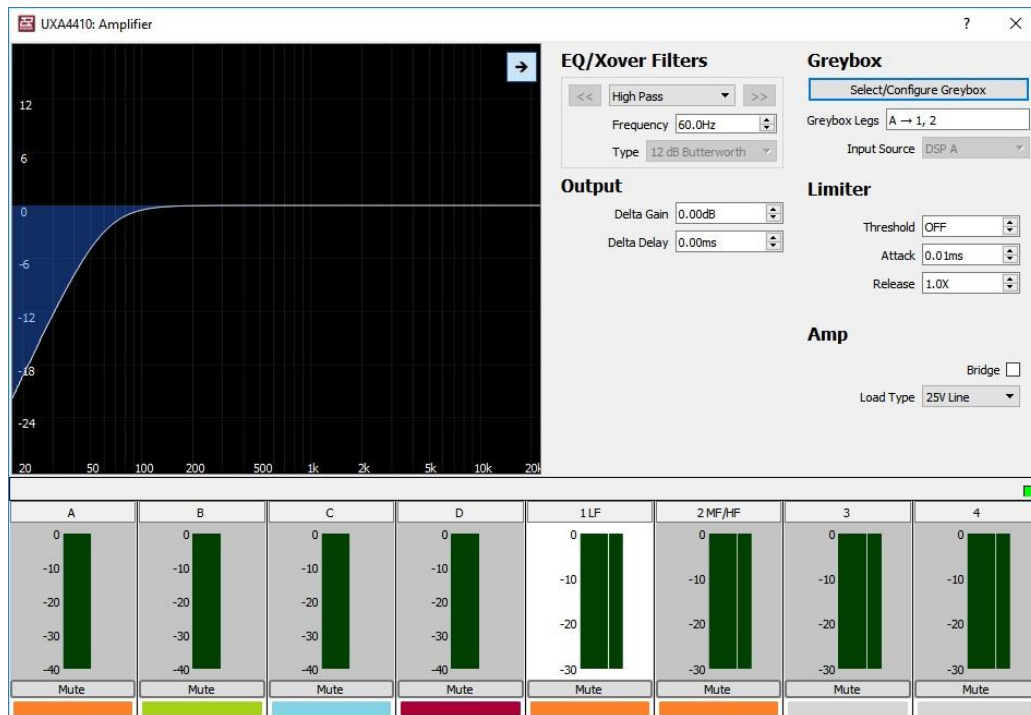 UXA4410: Amplifier
? ×
→
12
6
0
-6
-12
-18
-24
20 50 100 200 500 1k 2k 5k 10k 20k
EQ/Xover Filters
<< High Pass >>
Frequency 60.0Hz
Type 12 dB Butterworth
Output
Delta Gain 0.00dB
Delta Delay 0.00ms
Greybox
Select/Configure Greybox
Greybox Legs A → 1, 2
Input Source DSP A
Limiter
Threshold OFF
Attack 0.01ms
Release 1.0X
Amp
Bridge
Load Type 25V Line
A B C D 1 LF 2 MF/HF 3 4
0 0 0 0 0 0 0 0
-10 -10 -10 -10 -10 -10 -10 -10
-20 -20 -20 -20 -20 -20 -20 -20
-30 -30 -30 -30 -30 -30 -30 -30
-40 -40 -40 -40
Mute Mute Mute Mute Mute Mute Mute Mute